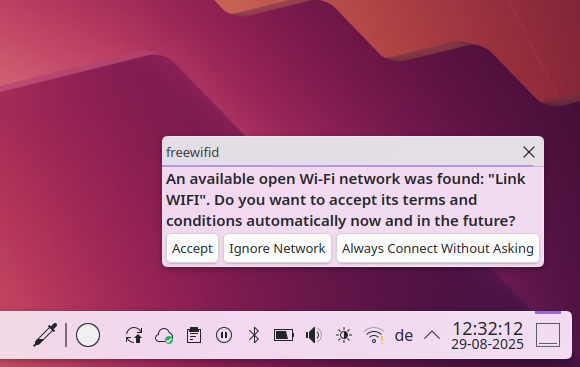 freewifid
An available open Wi-Fi network was found: "Link
WIFI". Do you want to accept its terms and
conditions automatically now and in the future?
Accept Ignore Network Always Connect Without Asking
de 12:32:12
29-08-2025